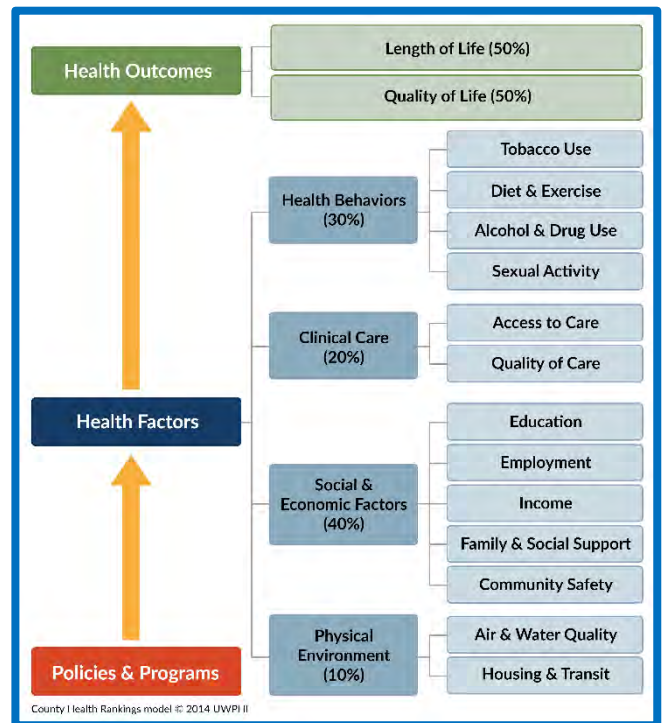 Health Outcomes
Length of Life (50%)
Quality of Life (50%)
Health Behaviors
(30%)
Tobacco Use
Diet & Exercise
Alcohol & Drug Use
Sexual Activity
Clinical Care
(20%)
Access to Care
Quality of Care
Health Factors
Social &
Economic Factors
(40%)
Education
Employment
Income
Family & Social Support
Community Safety
Physical
Environment
(10%)
Air & Water Quality
Housing & Transit
Policies & Programs
County Health Rankings model © 2014 UWPHI